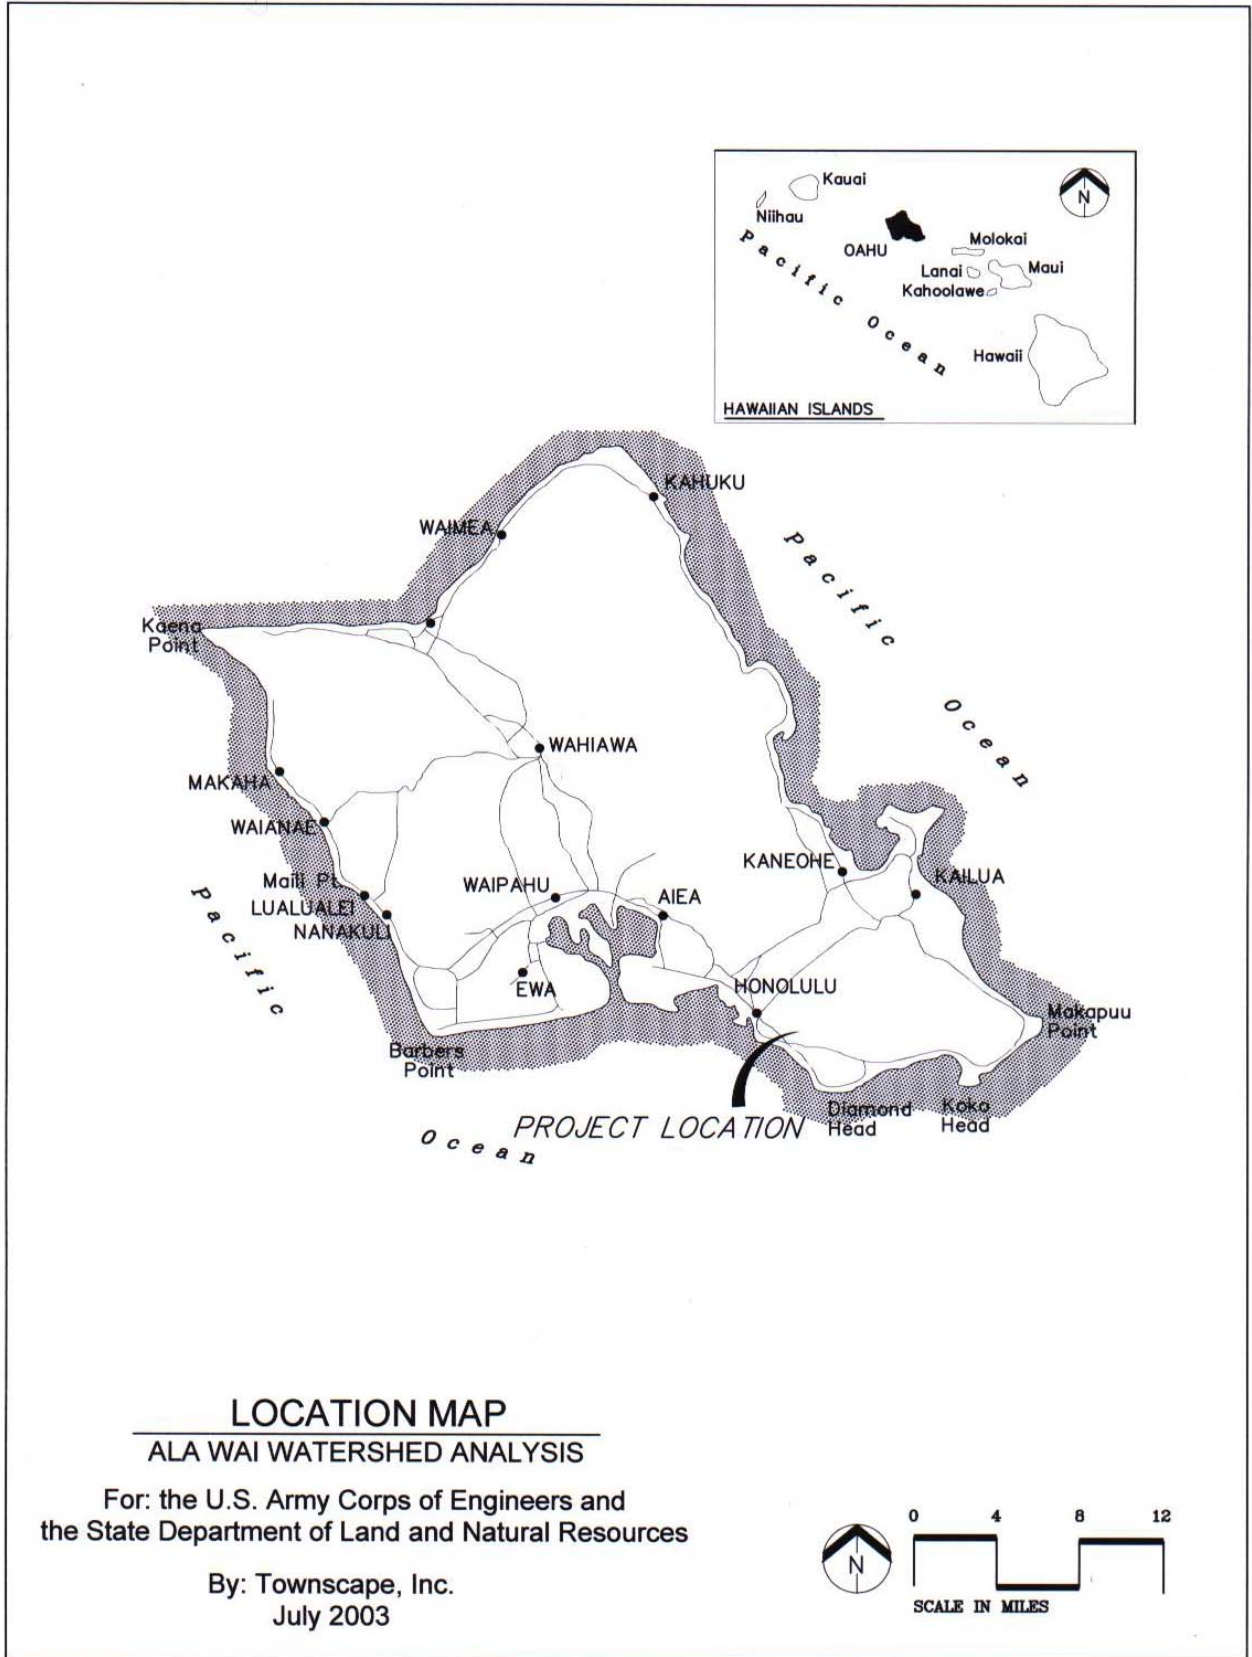 Kauai
N
Niihau
OAHU
Molokai
Lanai
Maui
Kahoolawe
Pacific Ocean
Hawaii
HAWAIIAN ISLANDS
KAHUKU
WAIMEA
Pacific Ocean
Kaena
Point
WAHIAWA
MAKAHA
WAIANAE
KANEOHE
Maili Pt.
WAIPAHU
AIEA
KAILUA
LUALUALEI
NANAKULI
Pacific Ocean
EWA
HONOLULU
Makapuu
Point
Barbers
Point
PROJECT LOCATION
Diamond
Head
Koko
Head
LOCATION MAP
ALA WAI WATERSHED ANALYSIS
For: the U.S. Army Corps of Engineers and
the State Department of Land and Natural Resources
By: Townscape, Inc.
July 2003
N
0 4 8 12
SCALE IN MILES